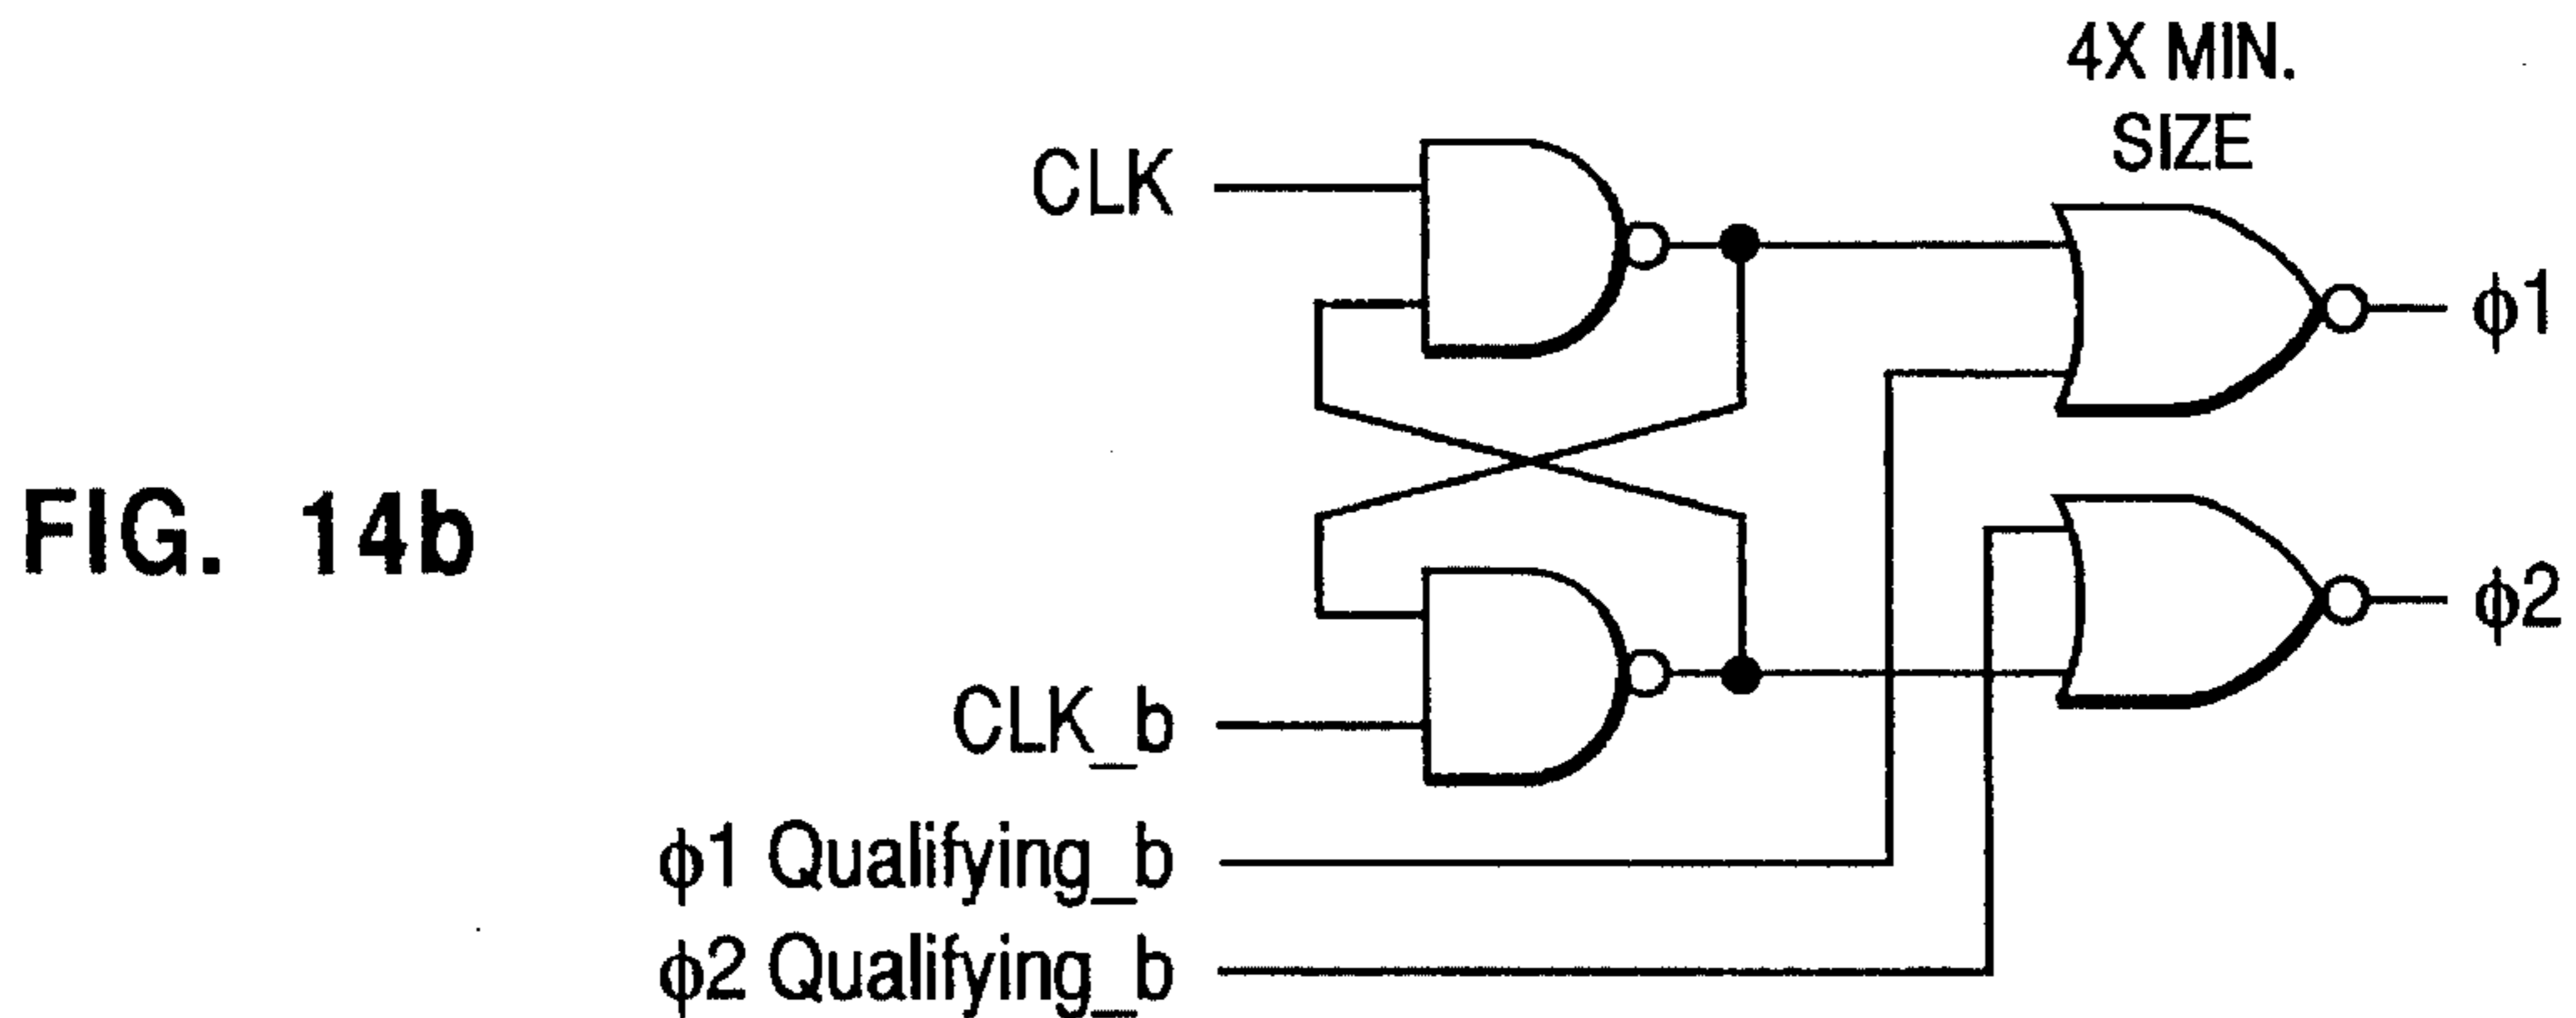 4X MIN.
SIZE
CLK
ϕ1
FIG. 14b
ϕ2
CLK_b
ϕ1 Qualifying_b
ϕ2 Qualifying_b